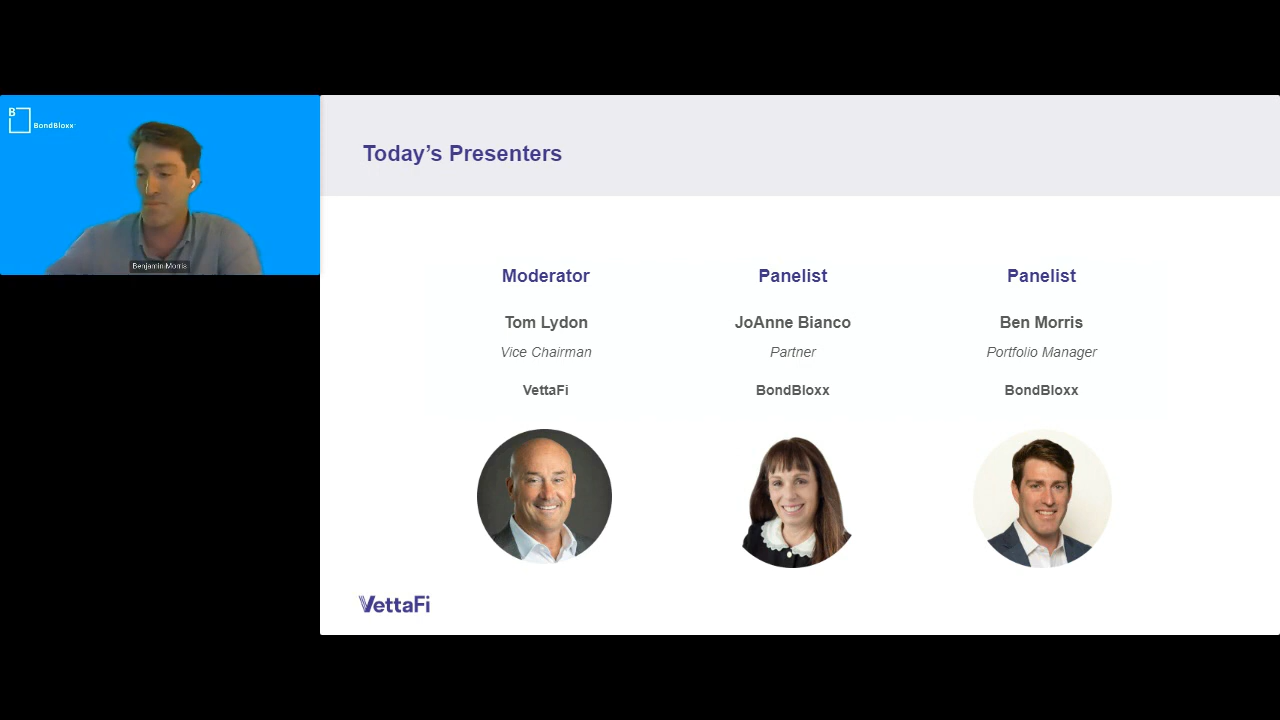 B
BondBloxx
Benjamin Morris
Today’s Presenters
Moderator
Tom Lydon
Vice Chairman
VettaFi
Panelist
JoAnne Bianco
Partner
BondBloxx
Panelist
Ben Morris
Portfolio Manager
BondBloxx
VettaFi